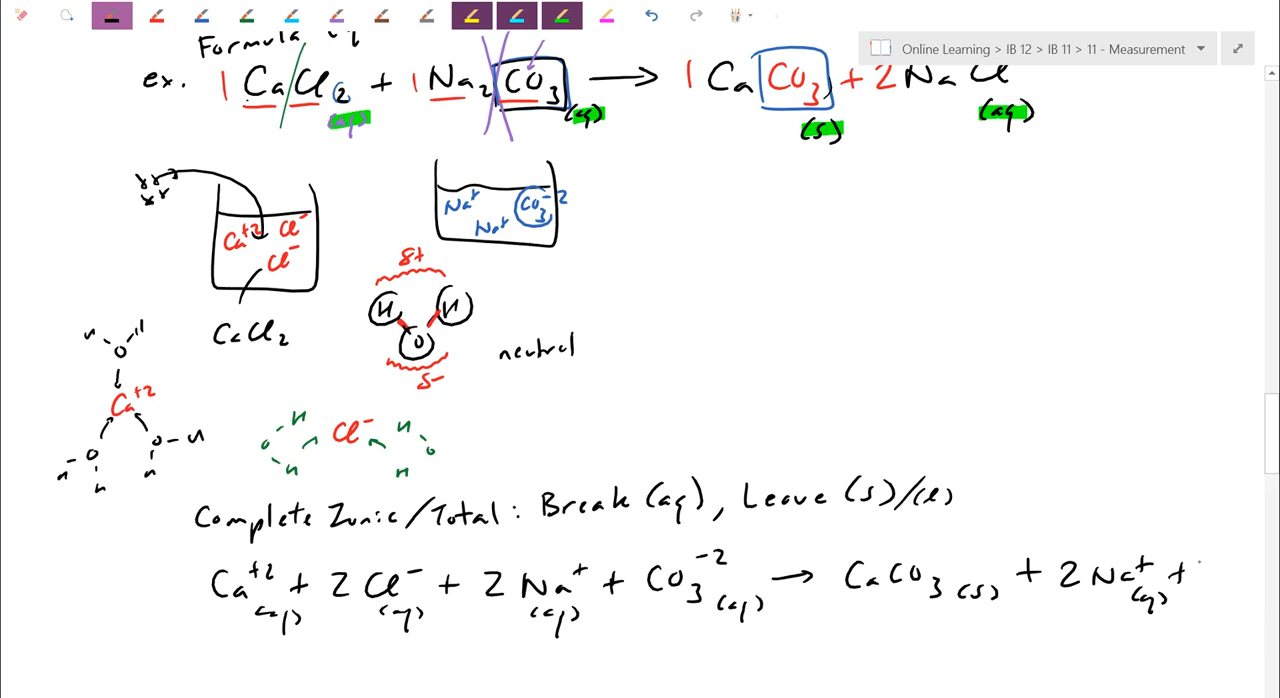 Formula
Online Learning > IB 12 > IB 11 > 11 - Measurement
ex. 1 CaCl2 (aq) + 1 Na2CO3 (aq) → 1 CaCO3 (s) + 2 NaCl (aq)
Ca+2 Cl-
Cl-
Na+ Na+ CO3-2
CaCl2
δ+
H H
O
δ-
neutral
H H
O
Ca+2
O - H O
H H H
H Cl- H
O O
H H
Complete Ionic/Total: Break (aq), Leave (s)/(l)
Ca+2 (aq) + 2 Cl- (aq) + 2 Na+ (aq) + CO3-2 (aq) → CaCO3 (s) + 2 Na+ (aq) +